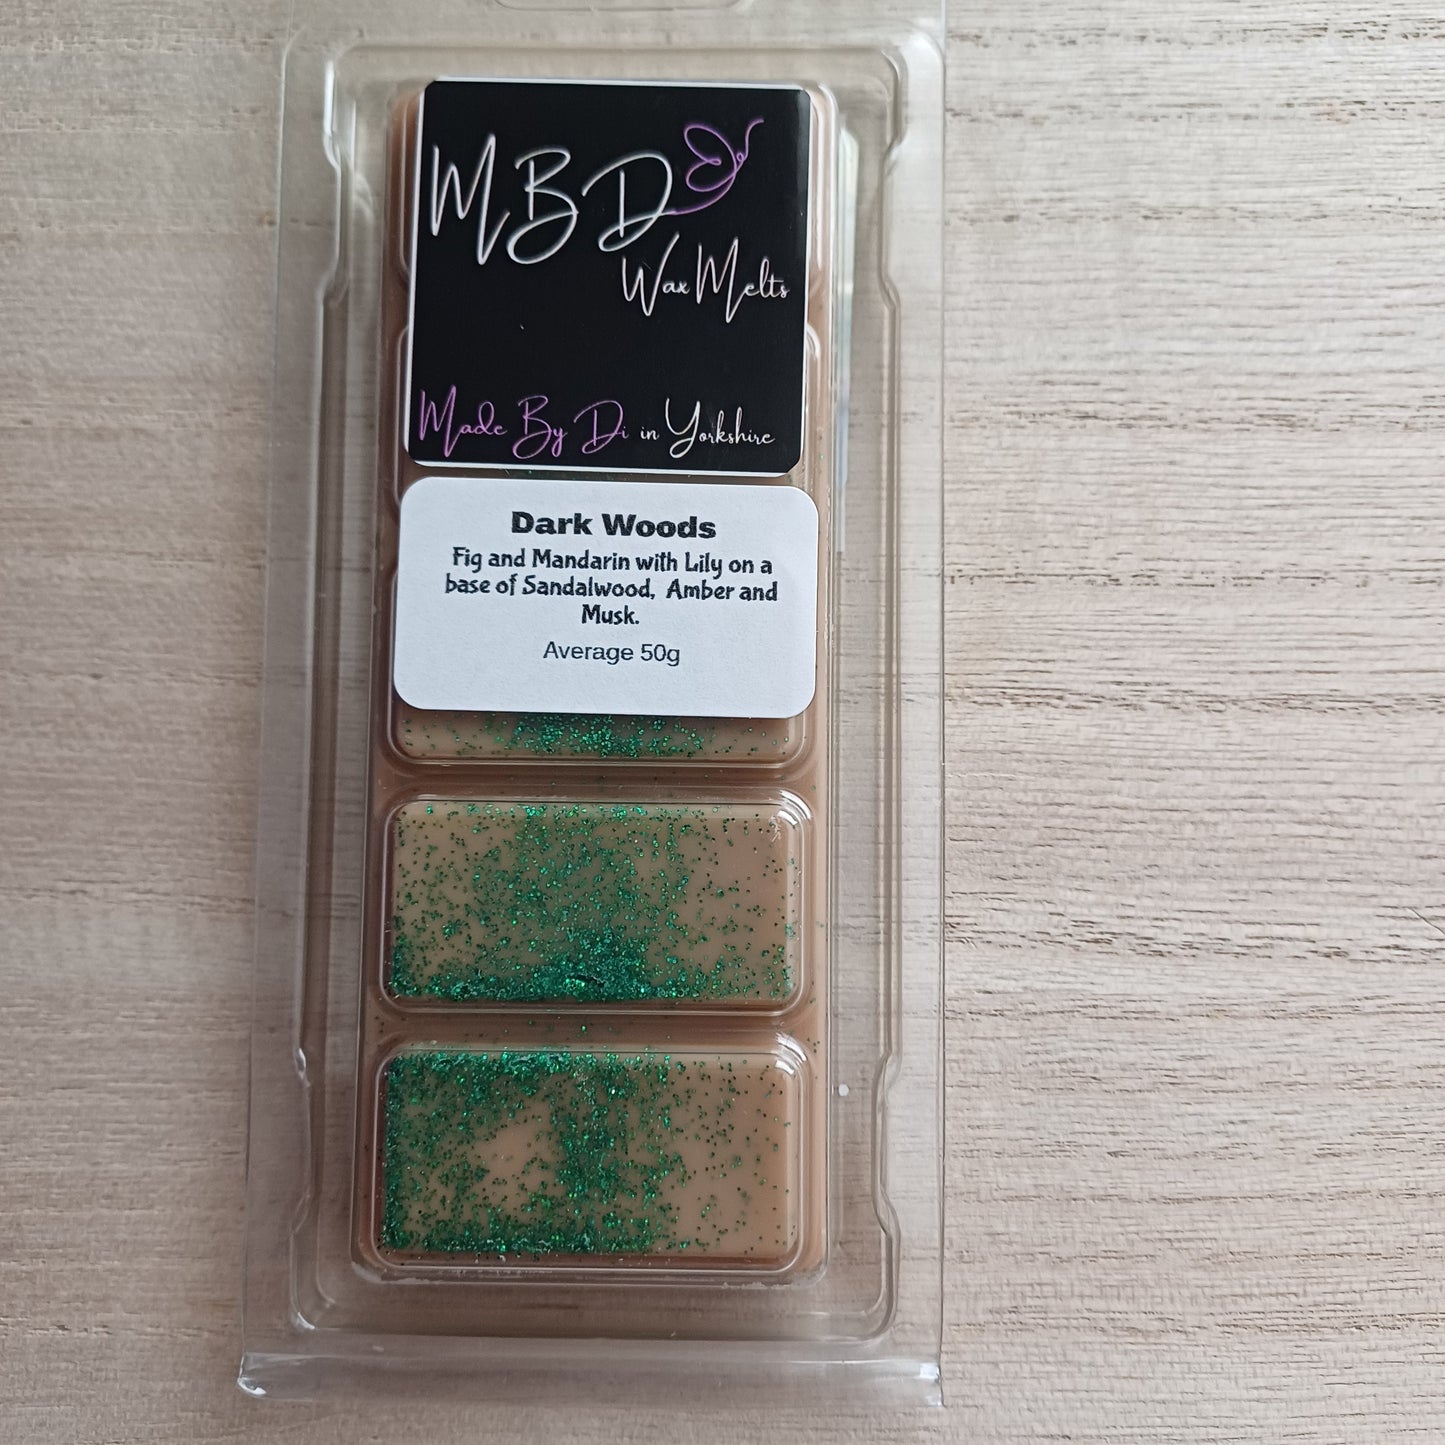 MBD
Wax Melts
Made By Di in Yorkshire
Dark Woods
Fig and Mandarin with Lily on a
base of Sandalwood, Amber and
Musk.
Average 50g